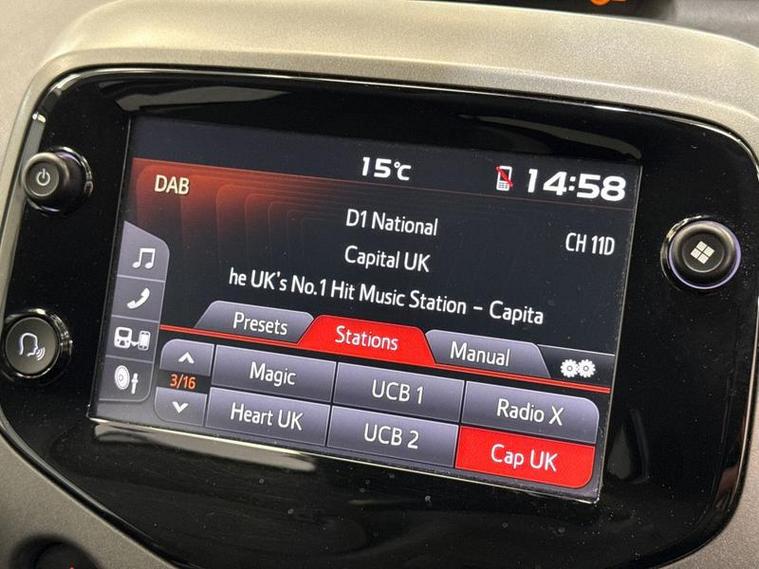 15°C
14:58
DAB
D1 National
CH 11D
Capital UK
he UK's No.1 Hit Music Station – Capita
Presets
Stations
Manual
3/16
Magic
UCB 1
Radio X
Heart UK
UCB 2
Cap UK